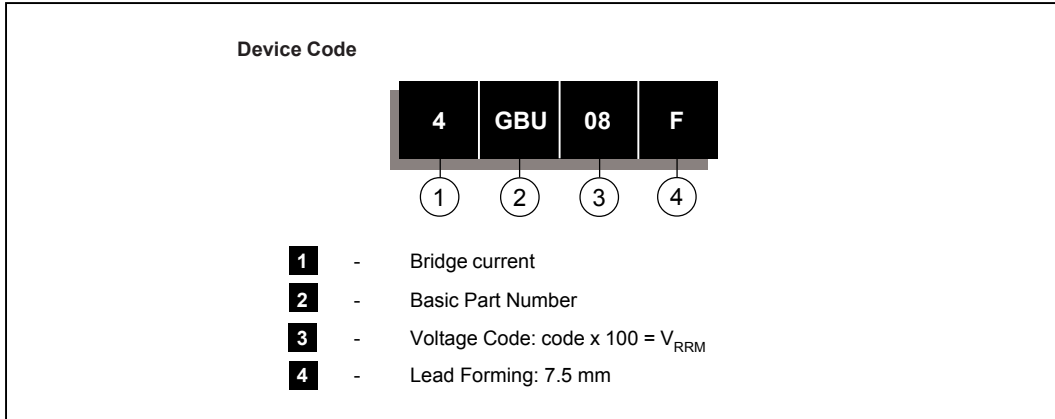 Device Code
4 GBU 08 F
1 2 3 4
1 - Bridge current
2 - Basic Part Number
3 - Voltage Code: code x 100 = VRRM
4 - Lead Forming: 7.5 mm